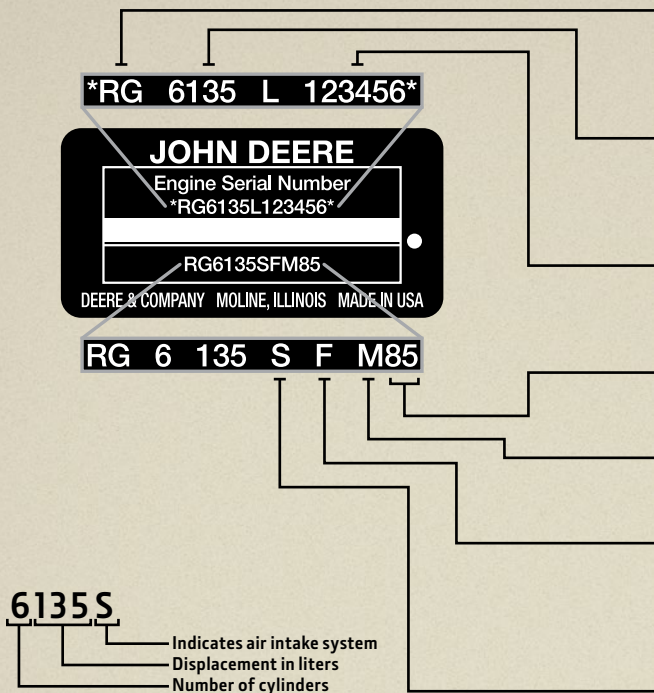 *RG 6135 L 123456*
JOHN DEERE
Engine Serial Number
*RG6135L123456*
RG6135SFM85
DEERE & COMPANY MOLINE, ILLINOIS MADE IN USA
RG 6 135 S F M85
6135S
Indicates air intake system
Displacement in liters
Number of cylinders